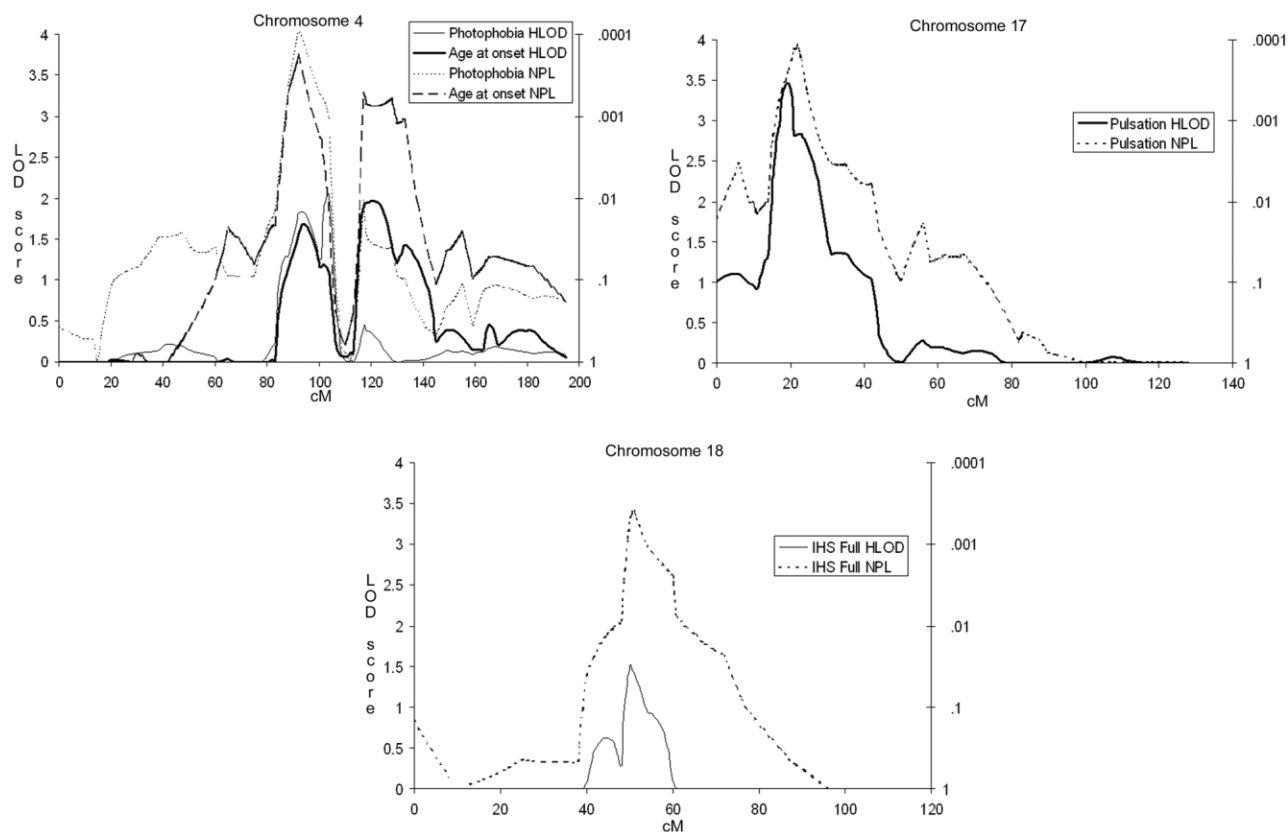 Chromosome 4
Photophobia HLOD
Age at onset HLOD
Photophobia NPL
Age at onset NPL
LOD score
4
3.5
3
2.5
2
1.5
1
0.5
0
.0001
.001
.01
.1
1
0 20 40 60 80 100 120 140 160 180 200
cM
Chromosome 17
Pulsation HLOD
Pulsation NPL
LOD score
4
3.5
3
2.5
2
1.5
1
0.5
0
.0001
.001
.01
.1
1
0 20 40 60 80 100 120 140
cM
Chromosome 18
IHS Full HLOD
IHS Full NPL
LOD score
4
3.5
3
2.5
2
1.5
1
0.5
0
.0001
.001
.01
.1
1
0 20 40 60 80 100 120
cM